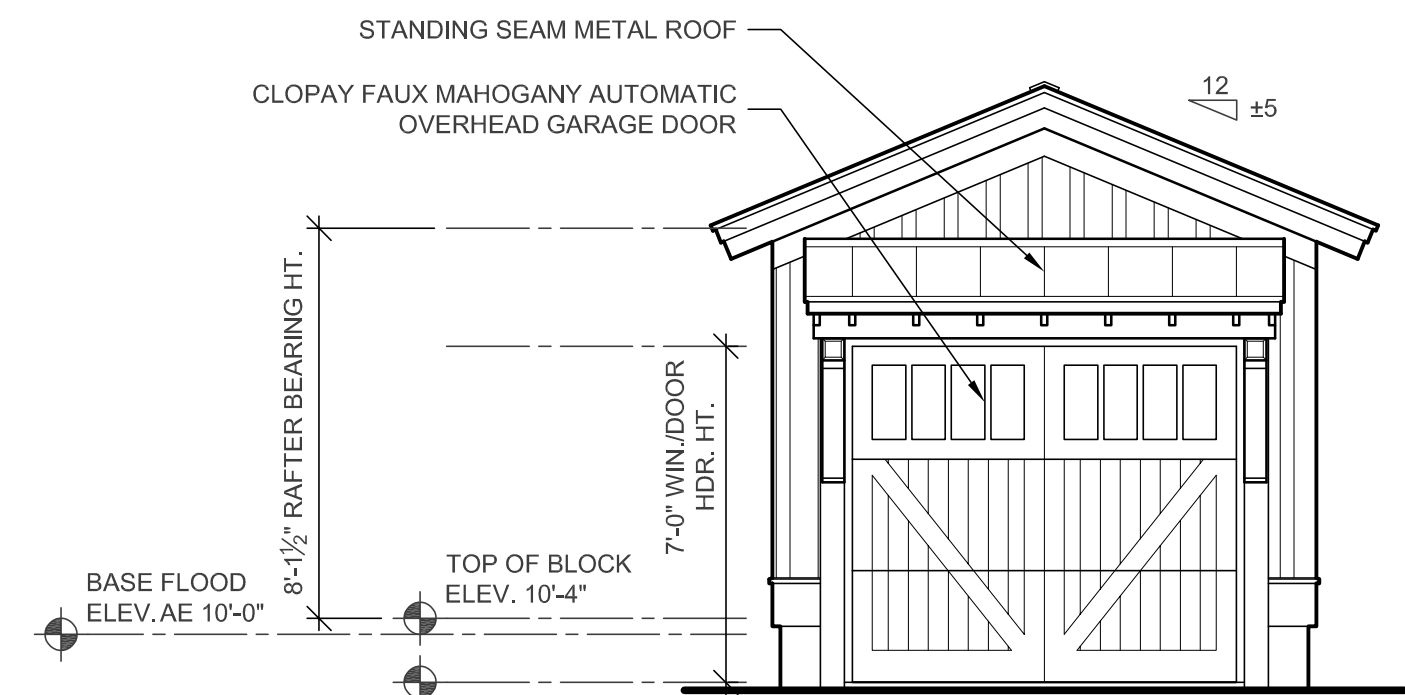 STANDING SEAM METAL ROOF
CLOPAY FAUX MAHOGANY AUTOMATIC
OVERHEAD GARAGE DOOR
12
±5
8'-1½" RAFTER BEARING HT.
7'-0" WIN./DOOR
HDR. HT.
TOP OF BLOCK
ELEV. 10'-4"
BASE FLOOD
ELEV. AE 10'-0"